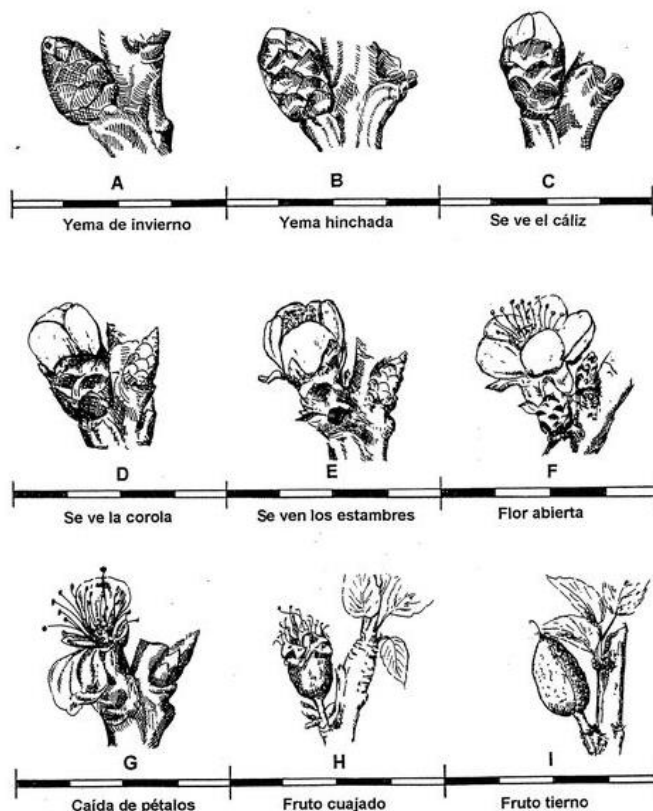 A
B
C
Yema de invierno
Yema hinchada
Se ve el cáliz
D
E
F
Se ve la corola
Se ven los estambres
Flor abierta
G
H
I
Caída de pétalos
Fruto cuajado
Fruto tierno